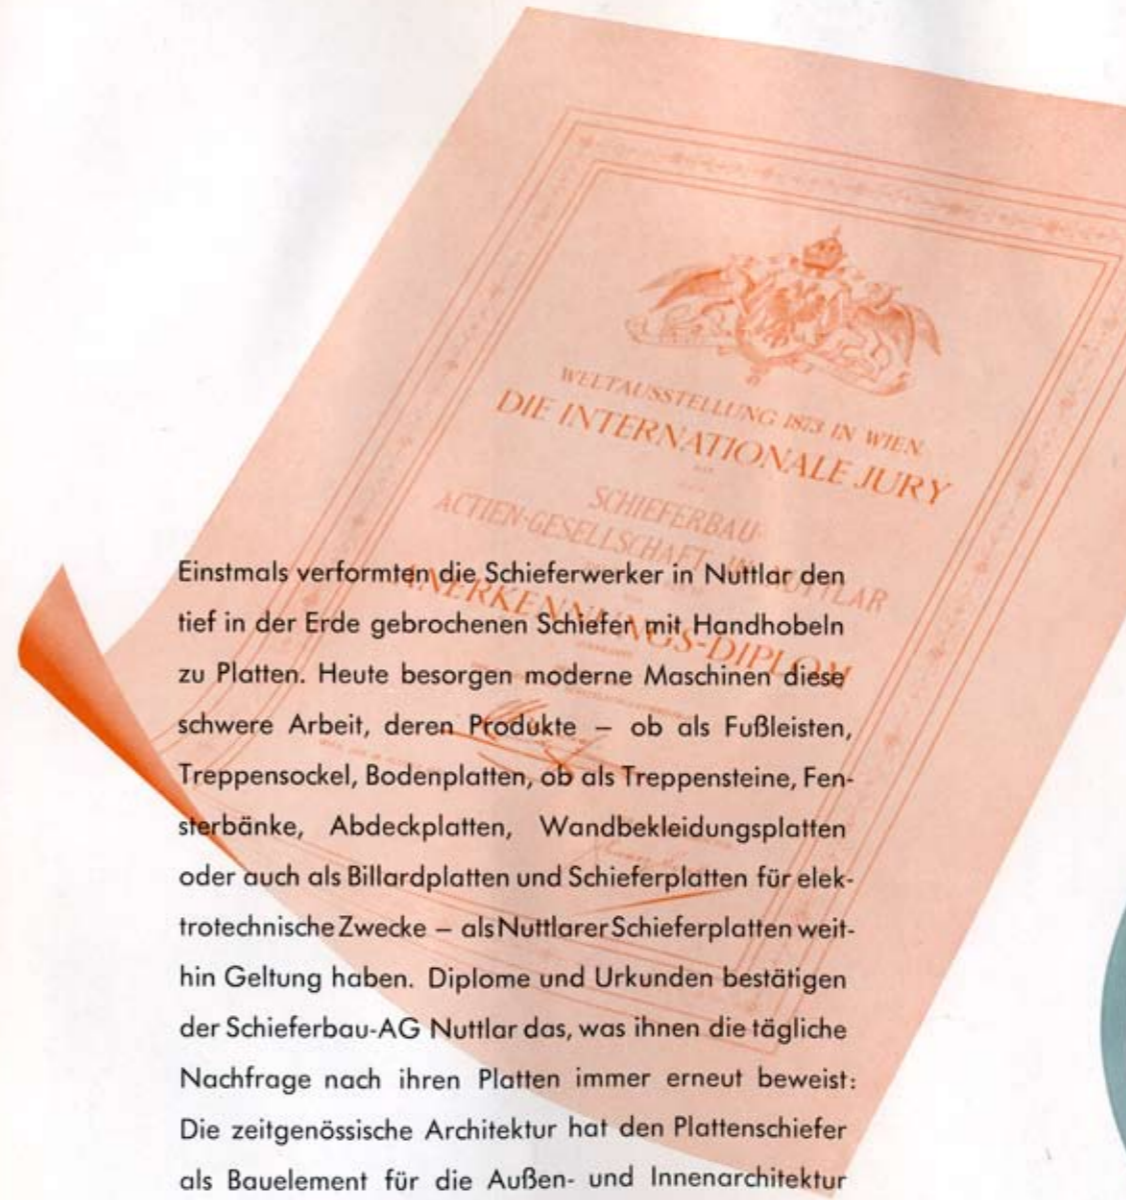 WELTAUSSTELLUNG 1873 IN WIEN.
DIE INTERNATIONALE JURY
SCHIEFERBAU-
ACTIEN-GESELLSCHAFT IN NUTTLAR
ANERKENNUNGS-DIPLOM
Einstmals verformten die Schieferwerker in Nuttlar den
tief in der Erde gebrochenen Schiefer mit Handhobeln
zu Platten. Heute besorgen moderne Maschinen diese
schwere Arbeit, deren Produkte – ob als Fußleisten,
Treppensockel, Bodenplatten, ob als Treppensteine, Fen-
sterbänke, Abdeckplatten, Wandbekleidungsplatten
oder auch als Billardplatten und Schieferplatten für elek-
trotechnische Zwecke – als Nuttlarer Schieferplatten weit-
hin Geltung haben. Diplome und Urkunden bestätigen
der Schieferbau-AG Nuttlar das, was ihnen die tägliche
Nachfrage nach ihren Platten immer erneut beweist:
Die zeitgenössische Architektur hat den Plattenschiefer
als Bauelement für die Außen- und Innenarchitektur